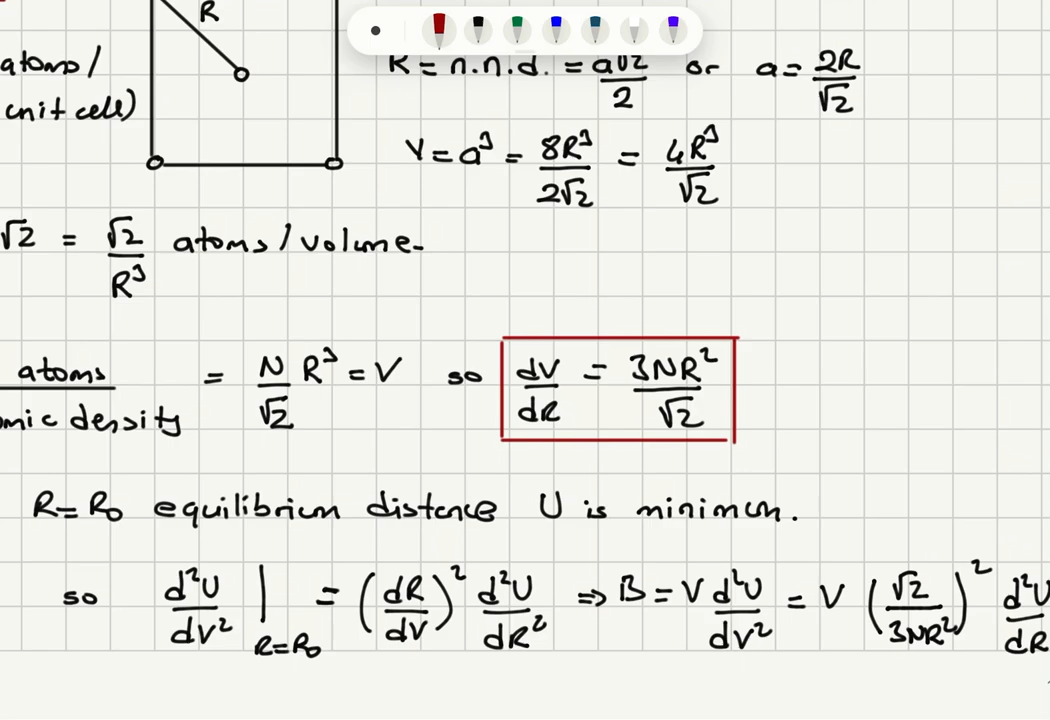 R
atoms/
R = n.n.d. = a√2/2 or a = 2R/√2
unit cell)
V = a³ = 8R³/2√2 = 4R³/√2
√2 = √2/R³ atoms/volume.
atoms/omic density = N/√2 R³ = V so dV/dR = 3NR²/√2
R = R₀ equilibrium distance U is minimum.
so d²U/dV² |R=R₀ = (dR/dV)² d²U/dR² ⇒ B = V d²U/dV² = V (√2/3NR²)² d²U/dR